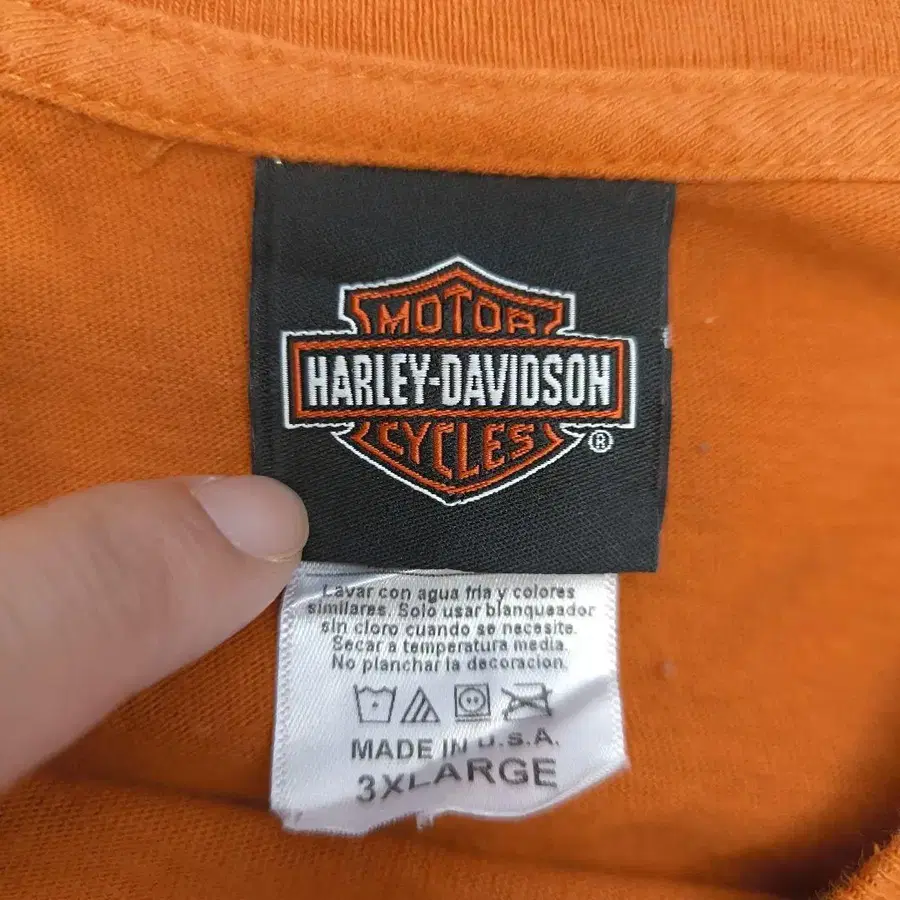 MOTOR
HARLEY-DAVIDSON
CYCLES
®
Lavar con agua fria y colores
similares. Solo usar blanqueador
sin cloro cuando se necesite.
Secar a temperatura media.
No planchar la decoracion.
MADE IN U.S.A.
3XLARGE